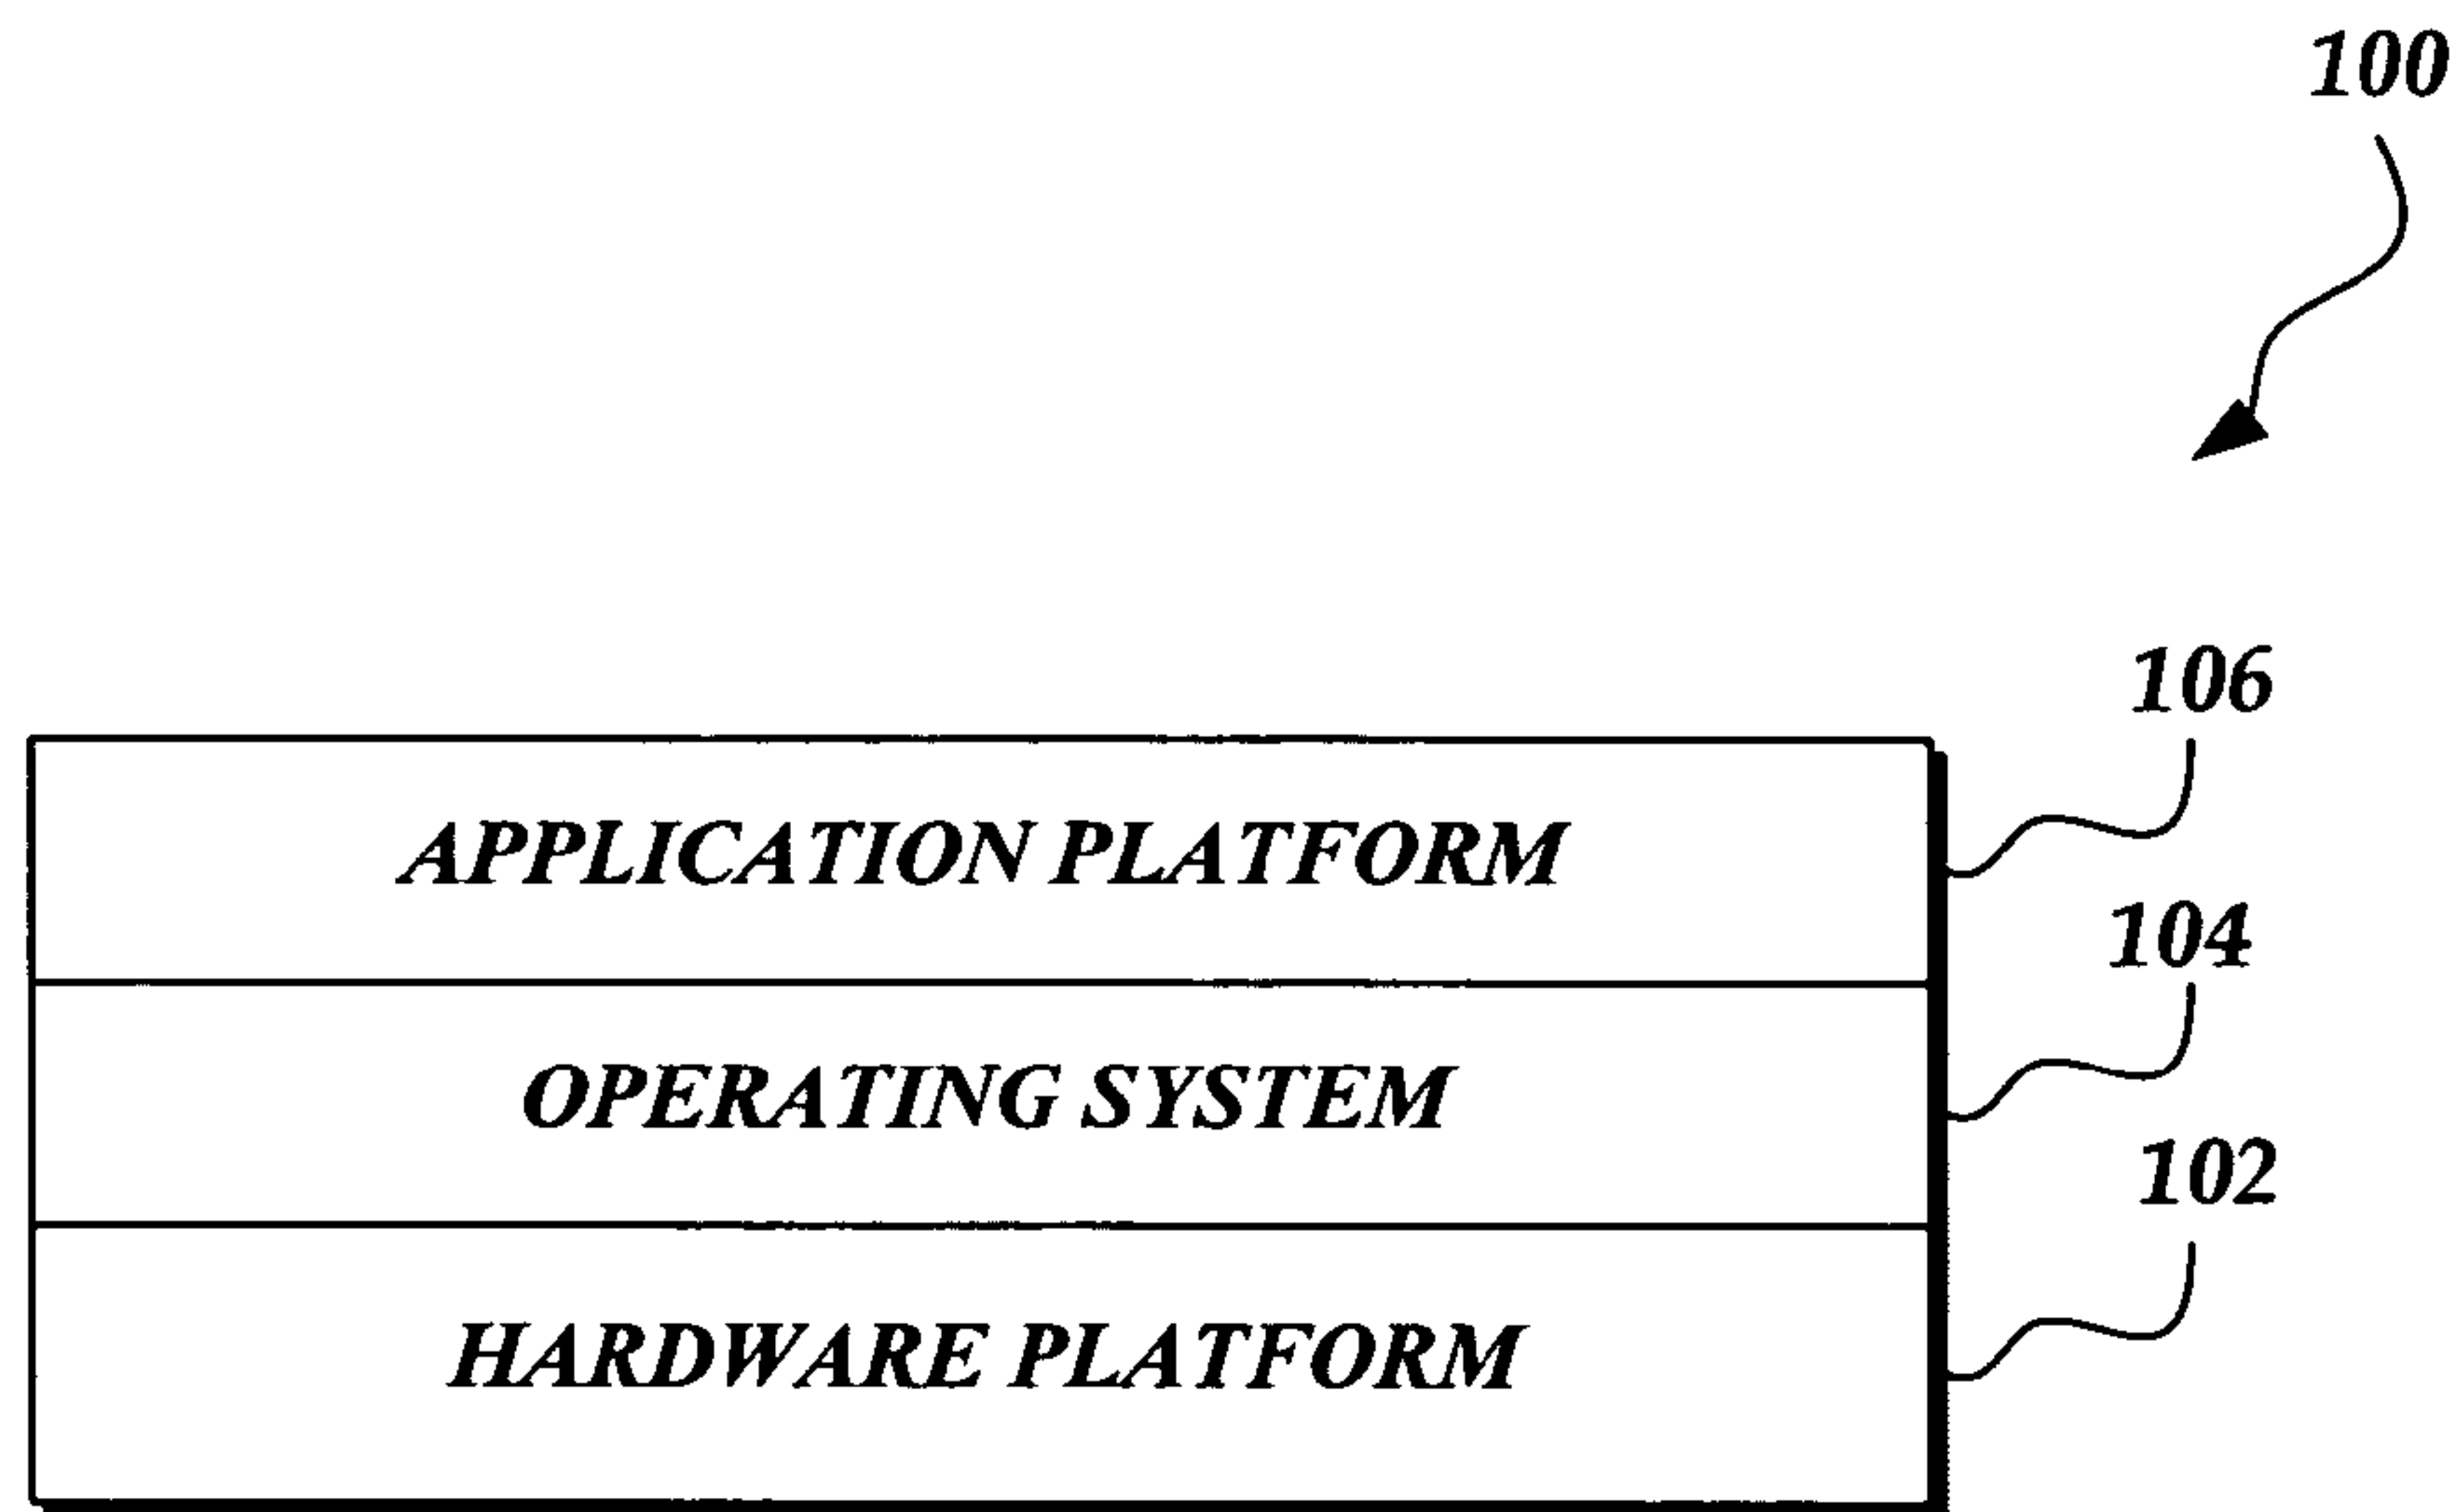 100
106
APPLICATION PLATFORM
104
OPERATING SYSTEM
102
HARDWARE PLATFORM